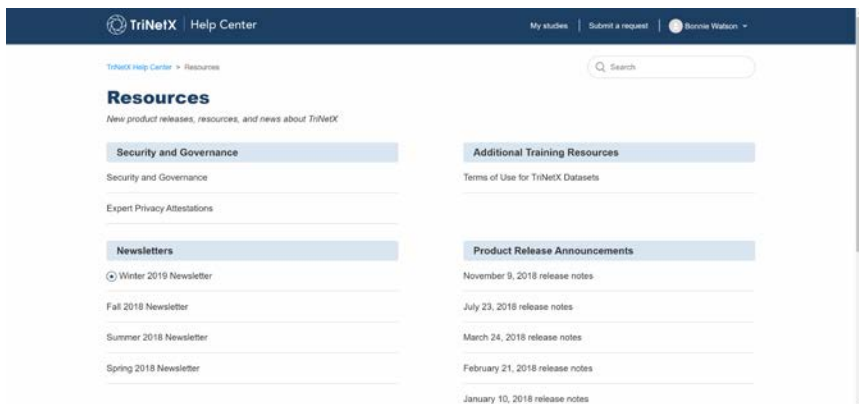 TriNetX | Help Center
My studies | Submit a request | Bonnie Watson
TriNetX Help Center > Resources
Search
Resources
New product releases, resources, and news about TriNetX
Security and Governance
Security and Governance
Expert Privacy Attestations
Additional Training Resources
Terms of Use for TriNetX Datasets
Newsletters
Winter 2019 Newsletter
Fall 2018 Newsletter
Summer 2018 Newsletter
Spring 2018 Newsletter
Product Release Announcements
November 9, 2018 release notes
July 23, 2018 release notes
March 24, 2018 release notes
February 21, 2018 release notes
January 10, 2018 release notes